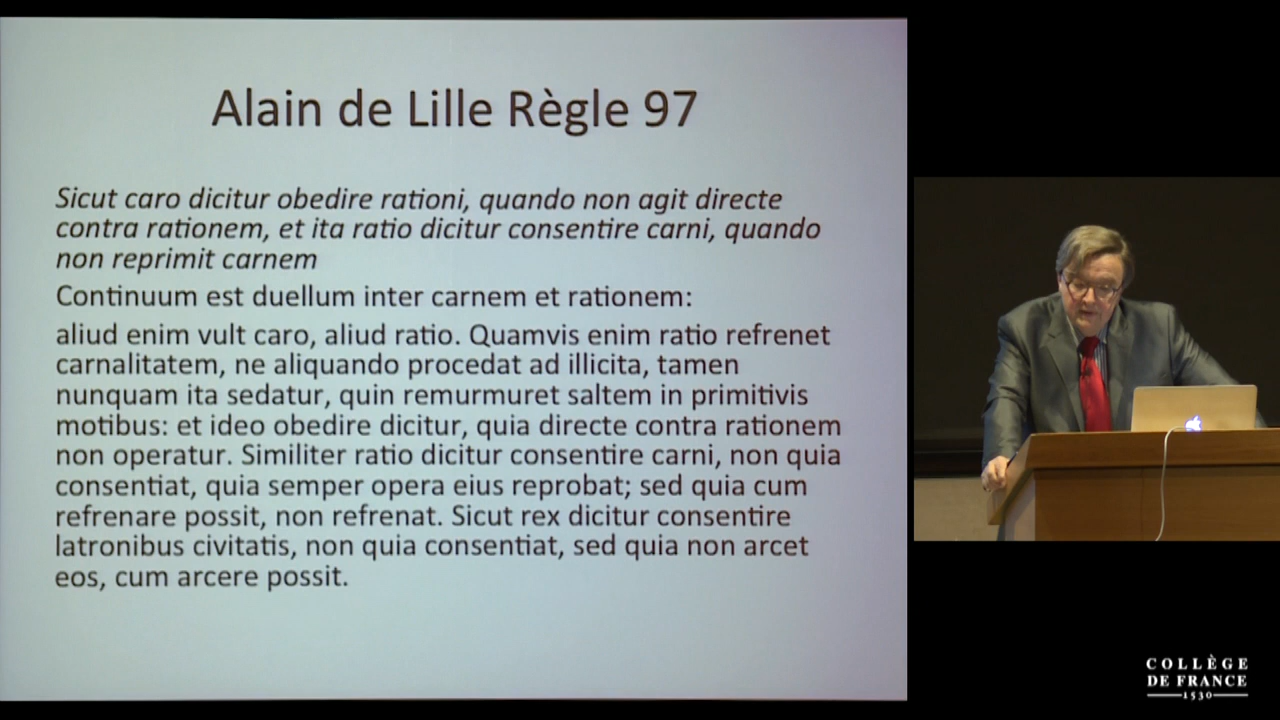 Alain de Lille Règle 97
Sicut caro dicitur obedire rationi, quando non agit directe
contra rationem, et ita ratio dicitur consentire carni, quando
non reprimit carnem
Continuum est duellum inter carnem et rationem:
aliud enim vult caro, aliud ratio. Quamvis enim ratio refrenet
carnalitatem, ne aliquando procedat ad illicita, tamen
nunquam ita sedatur, quin remurmuret saltem in primitivis
motibus: et ideo obedire dicitur, quia directe contra rationem
non operatur. Similiter ratio dicitur consentire carni, non quia
consentiat, quia semper opera eius reprobat; sed quia cum
refrenare possit, non refrenat. Sicut rex dicitur consentire
latronibus civitatis, non quia consentiat, sed quia non arcet
eos, cum arcere possit.
COLLÈGE
DE FRANCE
1530